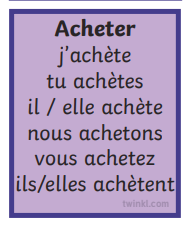 Acheter
j'achète
tu achètes
il / elle achète
nous achetons
vous achetez
ils/elles achètent
twinkl.com